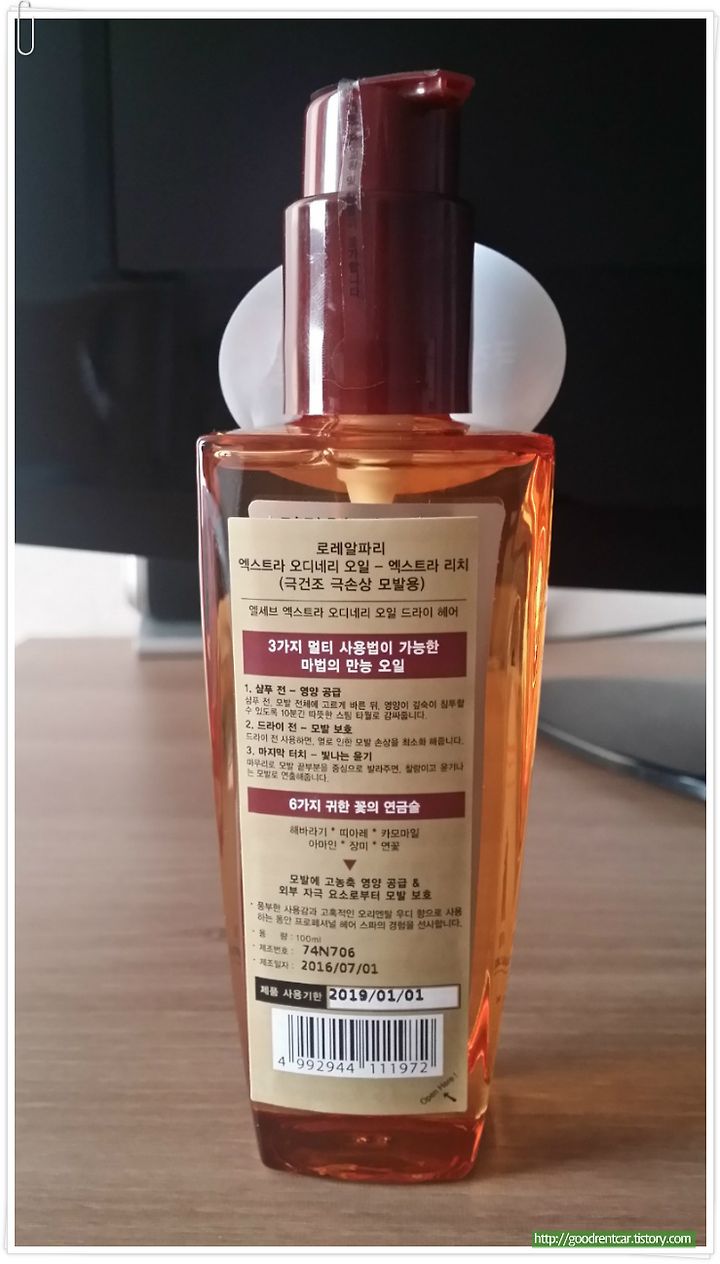 로레알파리
엑스트라 오디네리 오일 – 엑스트라 리치
(극건조 극손상 모발용)
엘세브 엑스트라 오디네리 오일 드라이 헤어
3가지 멀티 사용법이 가능한
마법의 만능 오일
1. 샴푸 전 – 영양 공급
샴푸 전, 모발 전체에 고르게 바른 뒤, 영양이 깊숙이 침투할
수 있도록 10분간 따뜻한 스팀 타월로 감싸줍니다.
2. 드라이 전 – 모발 보호
드라이 전 사용하면, 열로 인한 모발 손상을 최소화 해줍니다.
3. 마지막 터치 – 빛나는 윤기
마무리로 모발 끝부분을 중심으로 발라주면, 찰랑이고 윤기나
는 모발로 연출해줍니다.
6가지 귀한 꽃의 연금술
해바라기 * 띠아레 * 카모마일
아마인 * 장미 * 연꽃
모발에 고농축 영양 공급 &
외부 자극 요소로부터 모발 보호
· 풍부한 사용감과 고혹적인 오리엔탈 우디 향으로 사용
하는 동안 프로페셔널 헤어 스파의 경험을 선사합니다.
· 용 량 : 100ml
· 제조번호 : 74N706
· 제조일자 : 2016/07/01
제품 사용기한 2019/01/01
4 992944 111972
Open Here !
http://goodrentcar.tistory.com